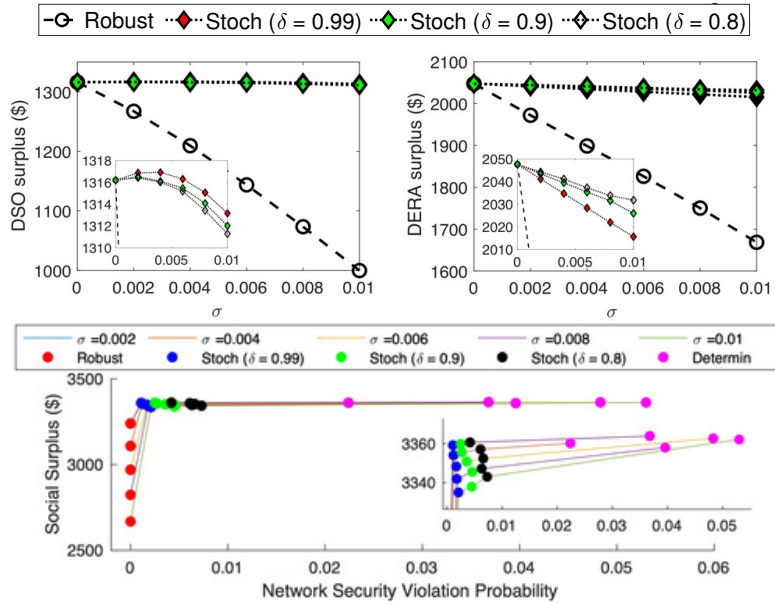 Robust Stoch (δ = 0.99) Stoch (δ = 0.9) Stoch (δ = 0.8)
DSO surplus ($)
1300
1200
1100
1000
1318
1316
1314
1312
1310
0 0.005 0.01
0 0.002 0.004 0.006 0.008 0.01
σ
DERA surplus ($)
2100
2000
1900
1800
1700
1600
2050
2040
2030
2020
2010
0 0.005 0.01
0 0.002 0.004 0.006 0.008 0.01
σ
σ =0.002 σ =0.004 σ =0.006 σ =0.008 σ =0.01
Robust Stoch (δ = 0.99) Stoch (δ = 0.9) Stoch (δ = 0.8) Determin
Social Surplus ($)
3500
3000
2500
3360
3340
0 0.01 0.02 0.03 0.04 0.05
0 0.01 0.02 0.03 0.04 0.05 0.06
Network Security Violation Probability